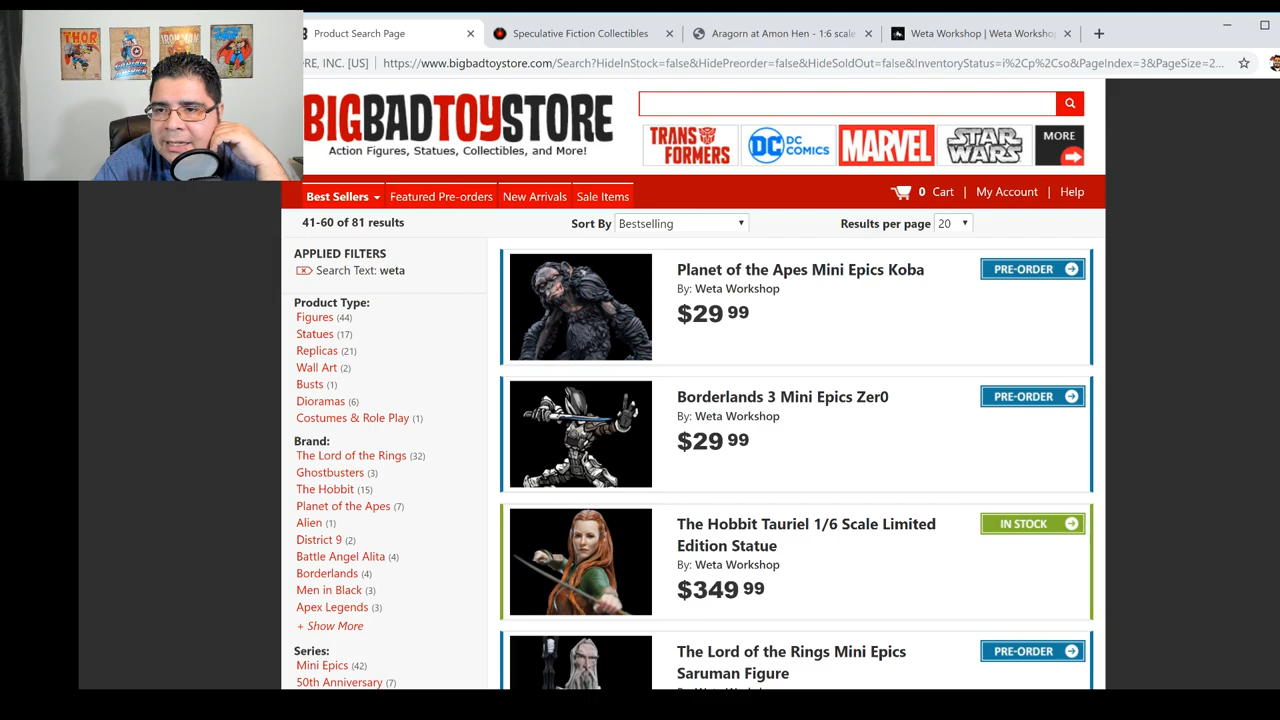 THOR
CAPTAIN AMERICA
IRON MAN
Product Search Page
Speculative Fiction Collectibles
Aragorn at Amon Hen - 1:6 scale
Weta Workshop | Weta Workshop
RE, INC. [US]
https://www.bigbadtoystore.com/Search?HideInStock=false&HidePreorder=false&HideSoldOut=false&InventoryStatus=i%2Cp%2Cso&PageIndex=3&PageSize=2...
BIGBADTOYSTORE
Action Figures, Statues, Collectibles, and More!
TRANSFORMERS
DC COMICS
MARVEL
STAR WARS
MORE
Best Sellers
Featured Pre-orders
New Arrivals
Sale Items
0 Cart | My Account | Help
41-60 of 81 results
Sort By Bestselling
Results per page 20
APPLIED FILTERS
Search Text: weta
Product Type:
Figures (44)
Statues (17)
Replicas (21)
Wall Art (2)
Busts (1)
Dioramas (6)
Costumes & Role Play (1)
Brand:
The Lord of the Rings (32)
Ghostbusters (3)
The Hobbit (15)
Planet of the Apes (7)
Alien (1)
District 9 (2)
Battle Angel Alita (4)
Borderlands (4)
Men in Black (3)
Apex Legends (3)
+ Show More
Series:
Mini Epics (42)
50th Anniversary (7)
Planet of the Apes Mini Epics Koba
By: Weta Workshop
$29 99
PRE-ORDER
Borderlands 3 Mini Epics Zer0
By: Weta Workshop
$29 99
PRE-ORDER
The Hobbit Tauriel 1/6 Scale Limited
Edition Statue
By: Weta Workshop
$349 99
IN STOCK
The Lord of the Rings Mini Epics
Saruman Figure
PRE-ORDER